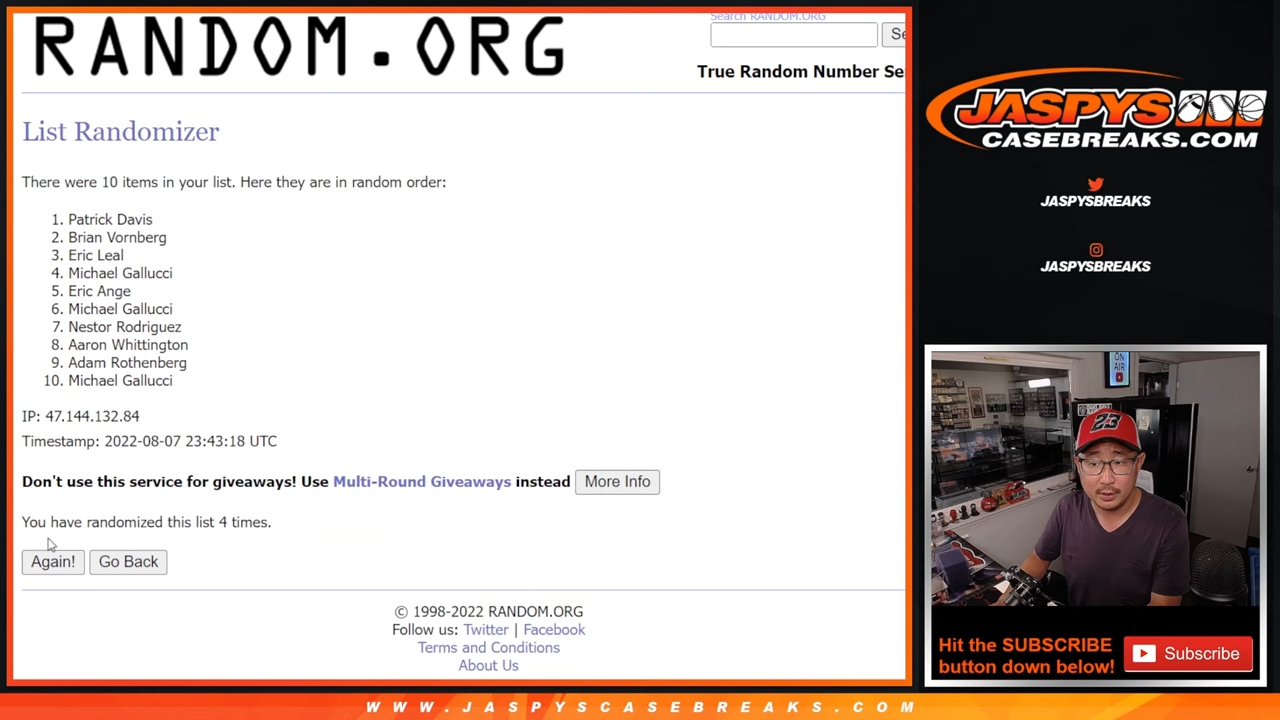 RANDOM.ORG
Search RANDOM.ORG
Se
True Random Number Se
List Randomizer
There were 10 items in your list. Here they are in random order:
1. Patrick Davis
2. Brian Vornberg
3. Eric Leal
4. Michael Gallucci
5. Eric Ange
6. Michael Gallucci
7. Nestor Rodriguez
8. Aaron Whittington
9. Adam Rothenberg
10. Michael Gallucci
IP: 47.144.132.84
Timestamp: 2022-08-07 23:43:18 UTC
Don't use this service for giveaways! Use Multi-Round Giveaways instead More Info
You have randomized this list 4 times.
Again! Go Back
© 1998-2022 RANDOM.ORG
Follow us: Twitter | Facebook
Terms and Conditions
About Us
JASPYS
CASEBREAKS.COM
JASPYSBREAKS
JASPYSBREAKS
ON
AIR
23
Hit the SUBSCRIBE
button down below!
Subscribe
WWW.JASPYSCASEBREAKS.COM